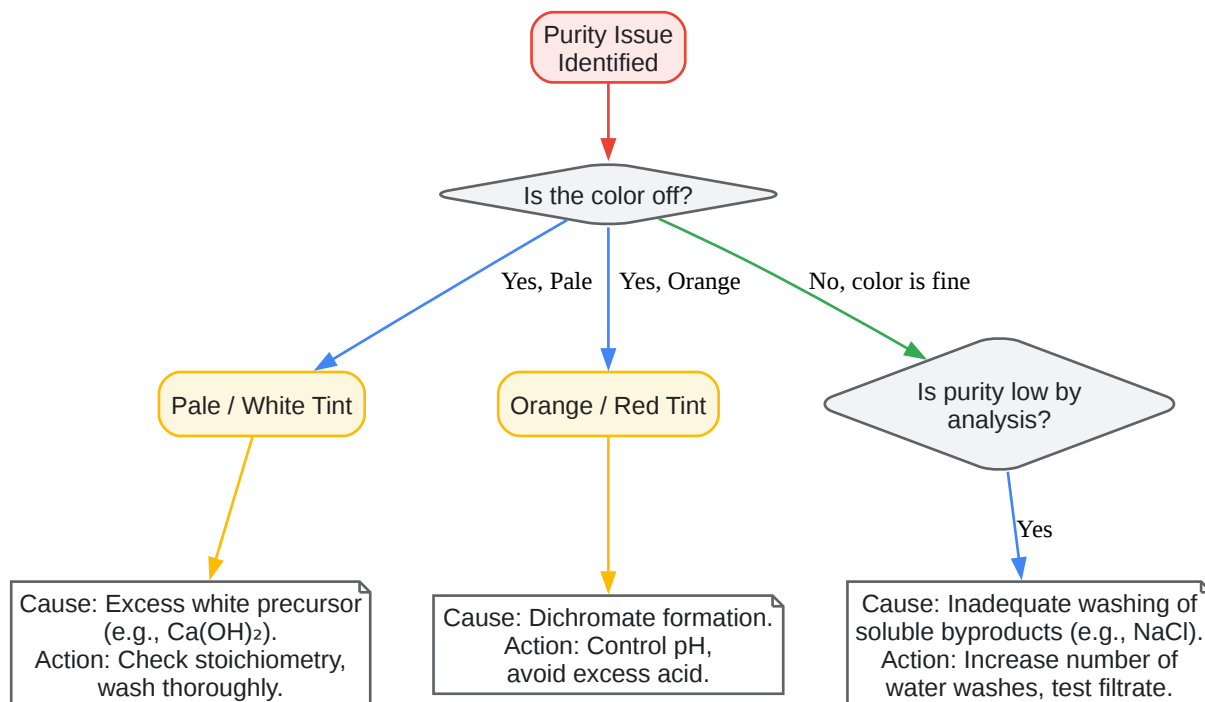 Purity Issue
Identified
Is the color off?
Yes, Pale
Yes, Orange
No, color is fine
Pale / White Tint
Orange / Red Tint
Is purity low by
analysis?
Yes
Cause: Excess white precursor
(e.g., Ca(OH)₂).
Action: Check stoichiometry,
wash thoroughly.
Cause: Dichromate formation.
Action: Control pH,
avoid excess acid.
Cause: Inadequate washing of
soluble byproducts (e.g., NaCl).
Action: Increase number of
water washes, test filtrate.